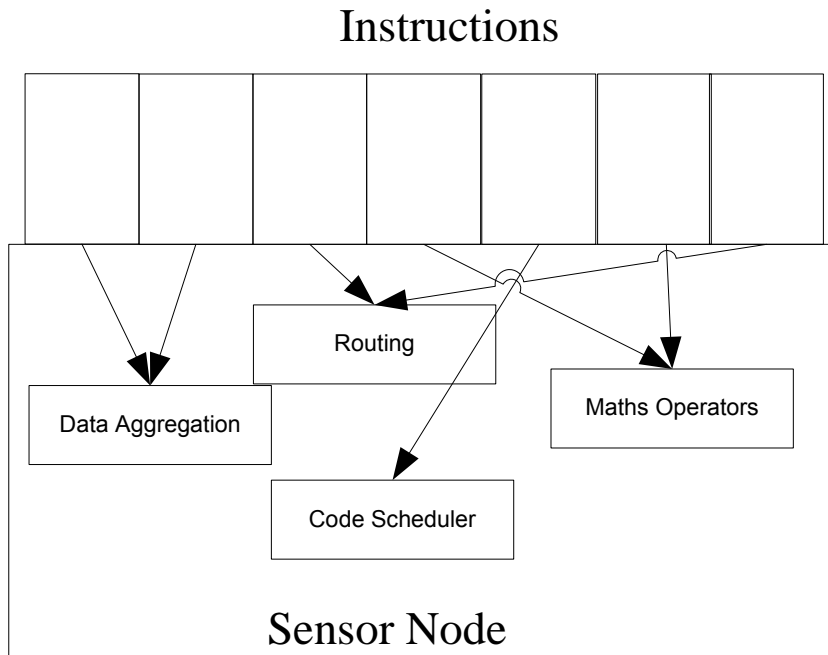 Instructions
Routing
Maths Operators
Data Aggregation
Code Scheduler
Sensor Node